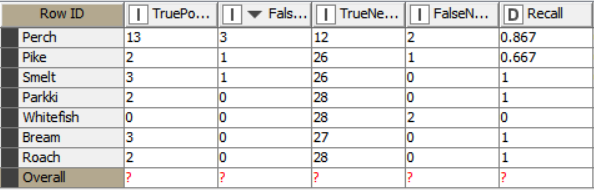 Row ID I TruePo... I Fals... I TrueNe... I FalseN... D Recall
Perch 13 3 12 2 0.867
Pike 2 1 26 1 0.667
Smelt 3 1 26 0 1
Parkki 2 0 28 0 1
Whitefish 0 0 28 2 0
Bream 3 0 27 0 1
Roach 2 0 28 0 1
Overall ? ? ? ? ?